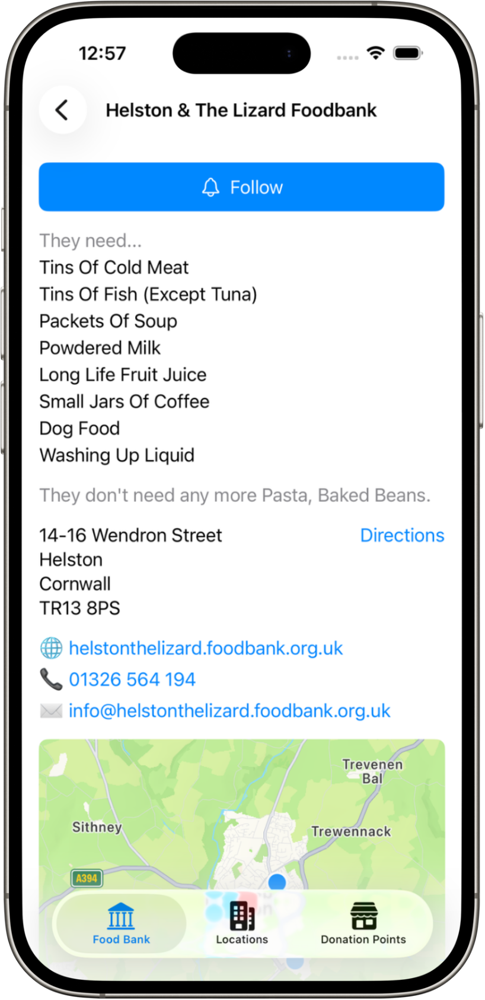 12:57
Helston & The Lizard Foodbank
Follow
They need...
Tins Of Cold Meat
Tins Of Fish (Except Tuna)
Packets Of Soup
Powdered Milk
Long Life Fruit Juice
Small Jars Of Coffee
Dog Food
Washing Up Liquid
They don't need any more Pasta, Baked Beans.
14-16 Wendron Street
Directions
Helston
Cornwall
TR13 8PS
helstonthelizard.foodbank.org.uk
01326 564 194
info@helstonthelizard.foodbank.org.uk
Trevenen
Bal
Sithney
Trewennack
A394
Food Bank
Locations
Donation Points